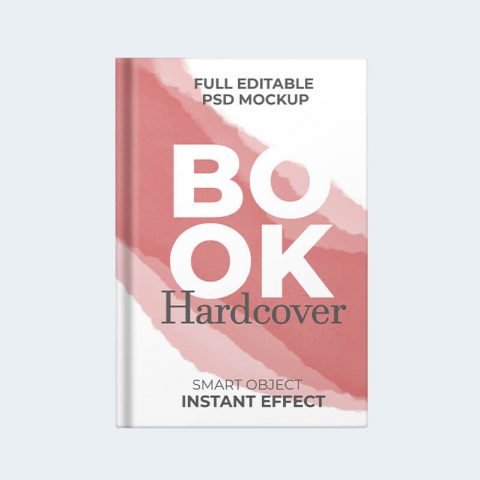 FULL EDITABLE
PSD MOCKUP
BO
OK
Hardcover
SMART OBJECT
INSTANT EFFECT